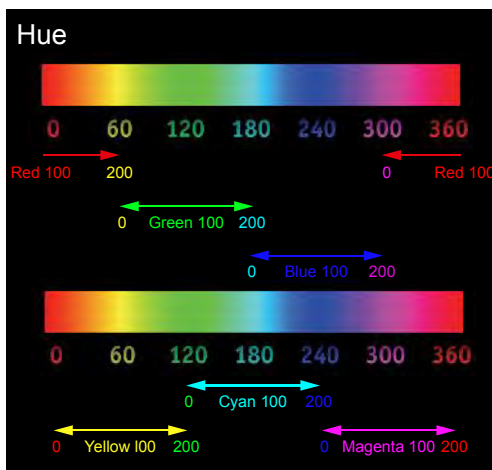 Hue
0 60 120 180 240 300 360
Red 100 200 0 Red 100
0 Green 100 200
0 Blue 100 200
0 60 120 180 240 300 360
0 Cyan 100 200
0 Yellow l00 200 0 Magenta 100 200